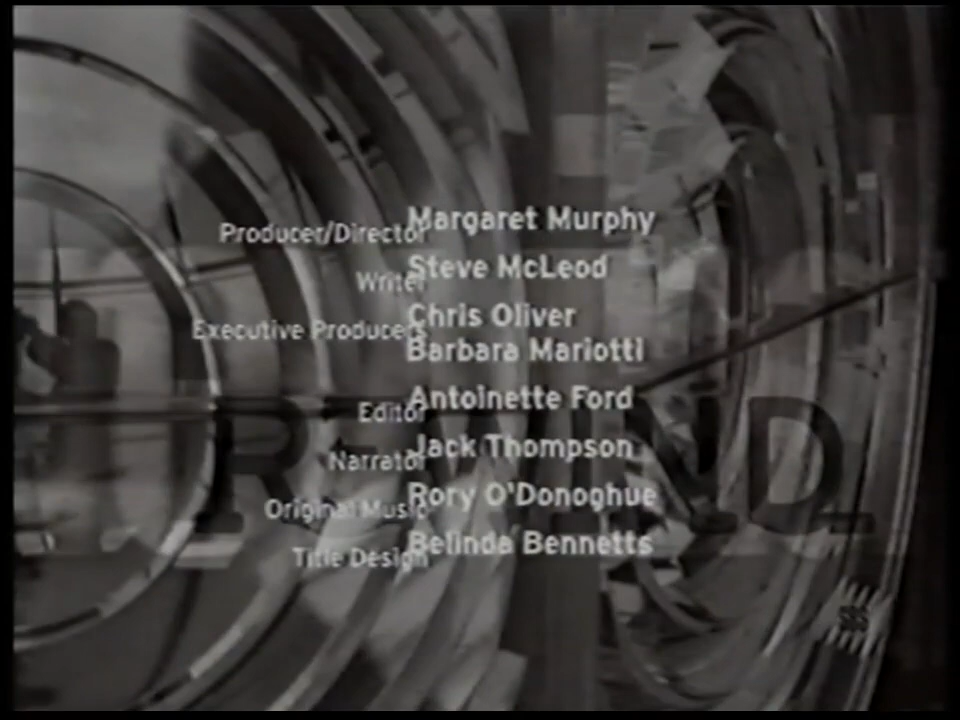 Producer/Director Margaret Murphy
Writer Steve McLeod
Executive Producers Chris Oliver
Barbara Mariotti
Editor Antoinette Ford
Narrator Jack Thompson
Original Music Rory O'Donoghue
Title Design Belinda Bennetts